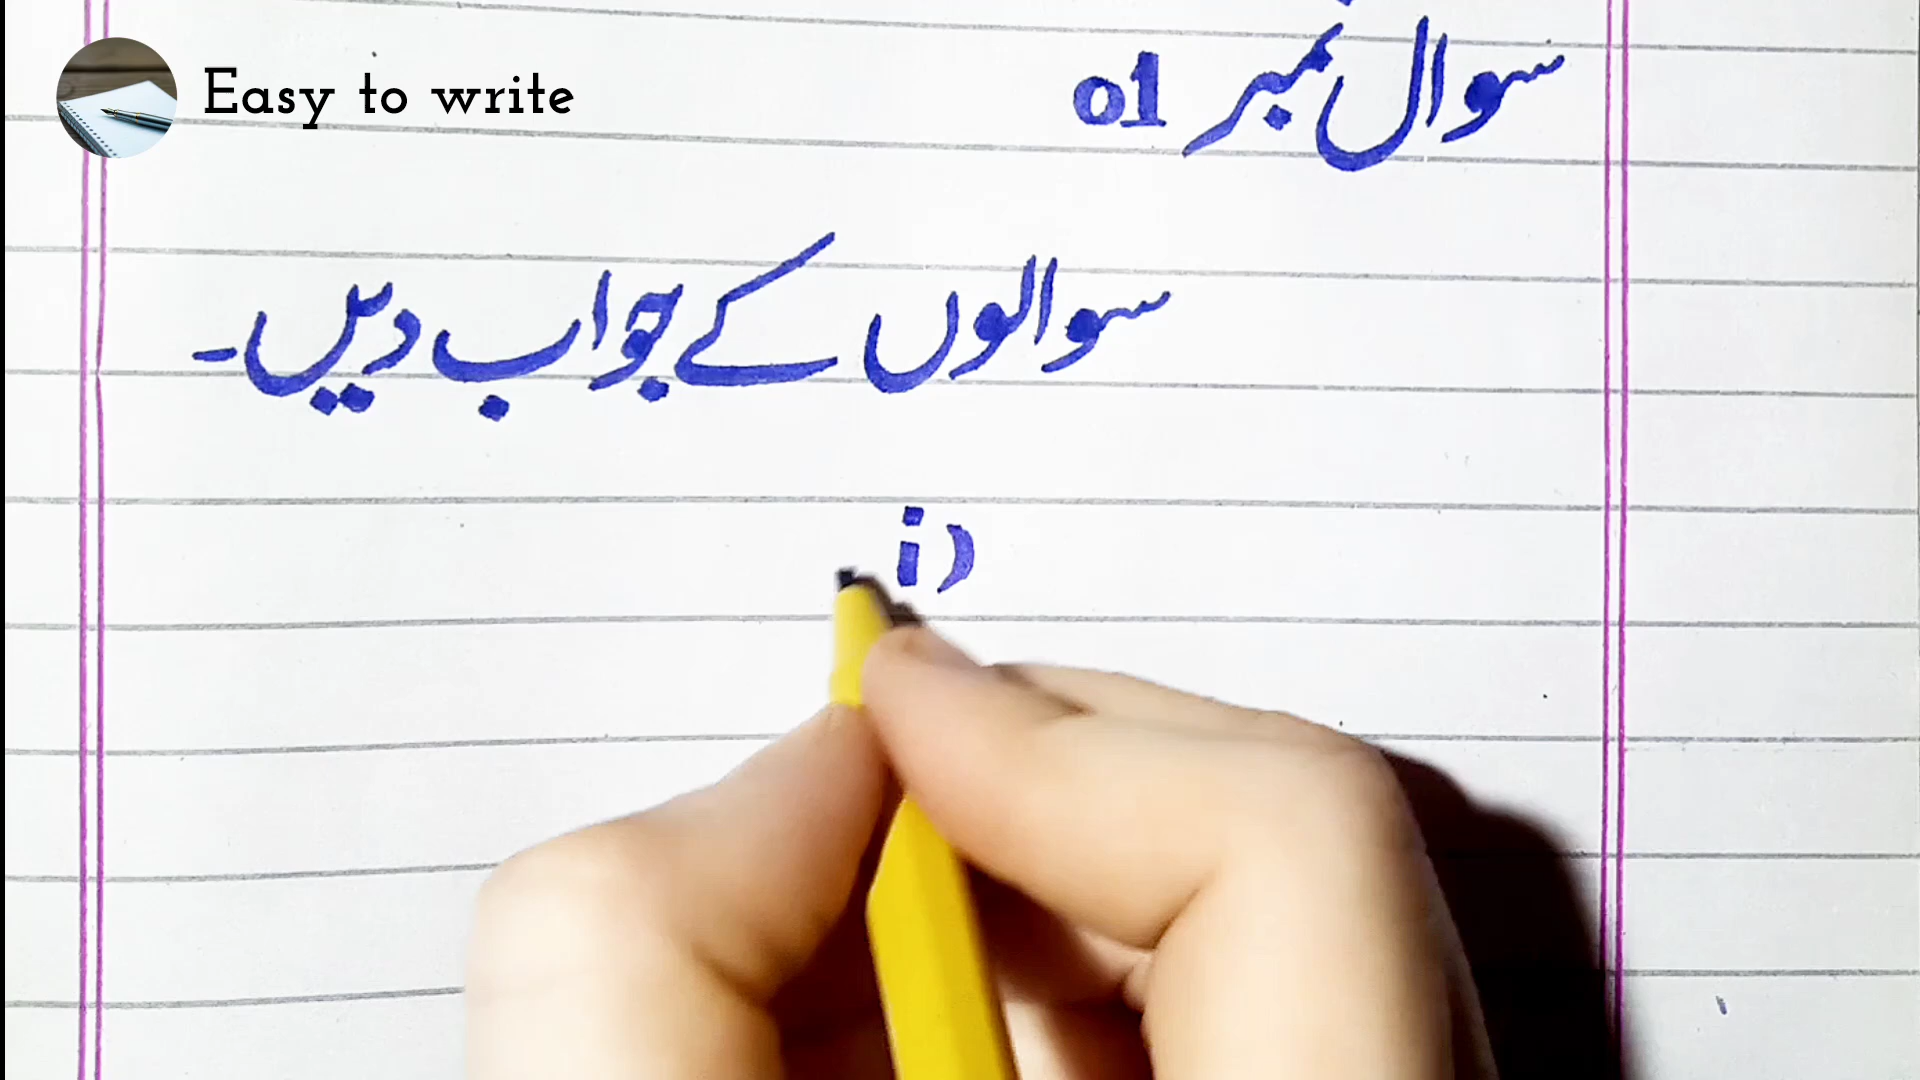 Easy to write
سوال نمبر 01
سوالوں کے جواب دیں۔
i)